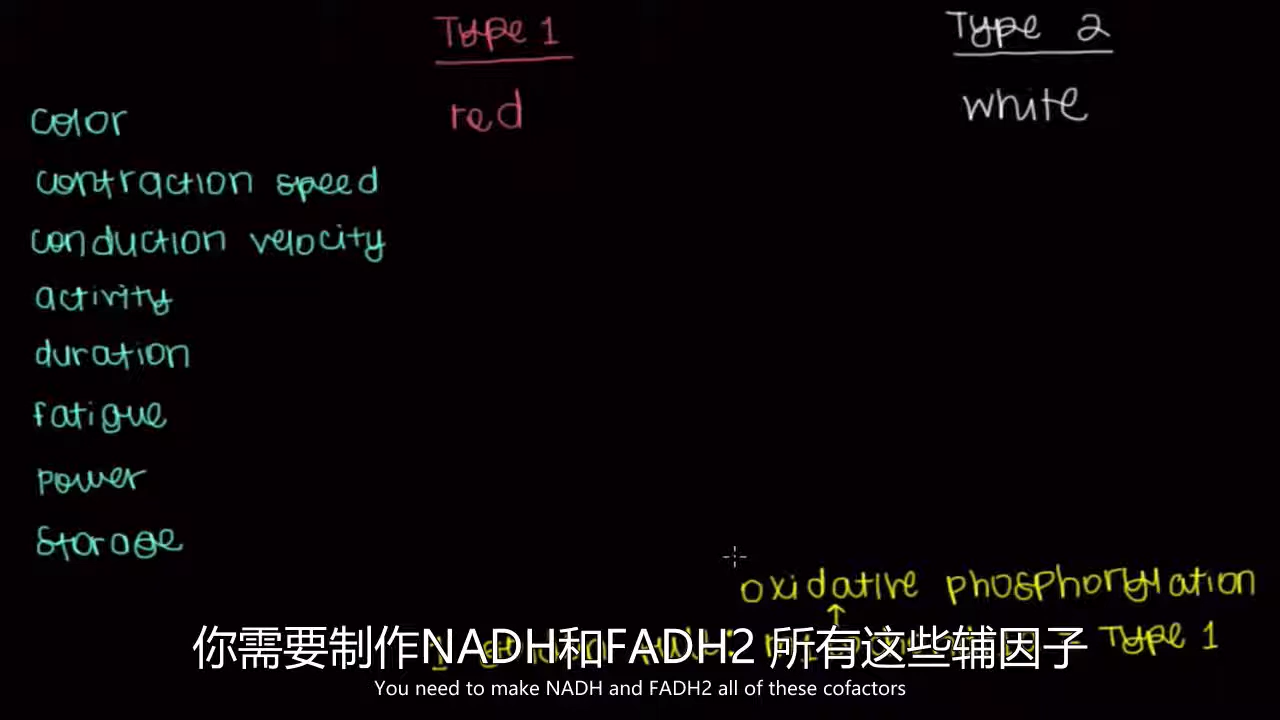 Type 1 Type 2
color red white
contraction speed
conduction velocity
activity
duration
fatigue
power
storage
oxidative phosphorylation
↑
Type 1
你需要制作NADH和FADH2 所有这些辅因子
You need to make NADH and FADH2 all of these cofactors